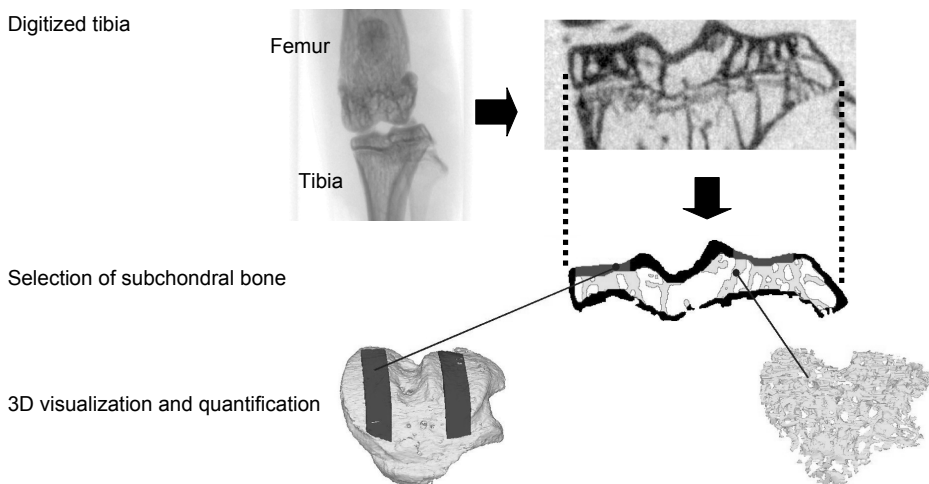 Digitized tibia
Femur
Tibia
Selection of subchondral bone
3D visualization and quantification